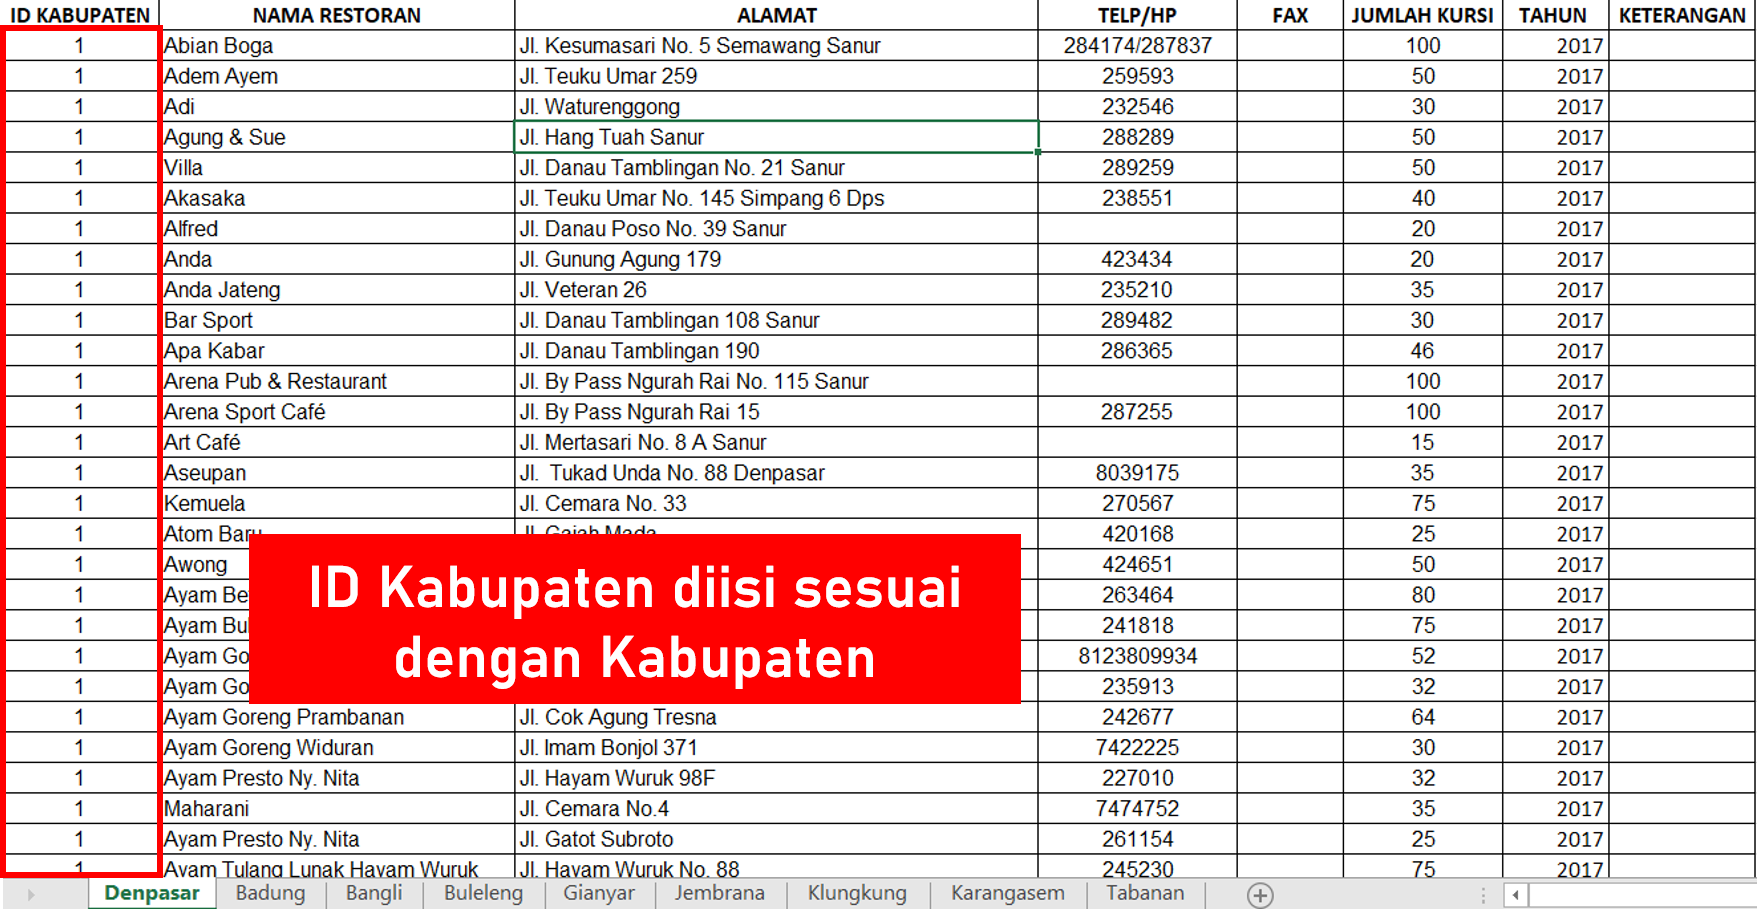 ID KABUPATEN NAMA RESTORAN ALAMAT TELP/HP FAX JUMLAH KURSI TAHUN KETERANGAN
1 Abian Boga Jl. Kesumasari No. 5 Semawang Sanur 284174/287837 100 2017
1 Adem Ayem Jl. Teuku Umar 259 259593 50 2017
1 Adi Jl. Waturenggong 232546 30 2017
1 Agung & Sue Jl. Hang Tuah Sanur 288289 50 2017
1 Villa Jl. Danau Tamblingan No. 21 Sanur 289259 50 2017
1 Akasaka Jl. Teuku Umar No. 145 Simpang 6 Dps 238551 40 2017
1 Alfred Jl. Danau Poso No. 39 Sanur 20 2017
1 Anda Jl. Gunung Agung 179 423434 20 2017
1 Anda Jateng Jl. Veteran 26 235210 35 2017
1 Bar Sport Jl. Danau Tamblingan 108 Sanur 289482 30 2017
1 Apa Kabar Jl. Danau Tamblingan 190 286365 46 2017
1 Arena Pub & Restaurant Jl. By Pass Ngurah Rai No. 115 Sanur 100 2017
1 Arena Sport Café Jl. By Pass Ngurah Rai 15 287255 100 2017
1 Art Café Jl. Mertasari No. 8 A Sanur 15 2017
1 Aseupan Jl.  Tukad Unda No. 88 Denpasar 8039175 35 2017
1 Kemuela Jl. Cemara No. 33 270567 75 2017
1 Atom Baru Jl. Gajah Mada 420168 25 2017
1 Awong 424651 50 2017
1 Ayam 263464 80 2017
1 Ayam 241818 75 2017
1 Ayam 8123809934 52 2017
1 Ayam 235913 32 2017
ID Kabupaten diisi sesuai
dengan Kabupaten
1 Ayam Goreng Prambanan Jl. Cok Agung Tresna 242677 64 2017
1 Ayam Goreng Widuran Jl. Imam Bonjol 371 7422225 30 2017
1 Ayam Presto Ny. Nita Jl. Hayam Wuruk 98F 227010 32 2017
1 Maharani Jl. Cemara No.4 7474752 35 2017
1 Ayam Presto Ny. Nita Jl. Gatot Subroto 261154 25 2017
1 Ayam Tulang Lunak Hayam Wuruk Jl. Hayam Wuruk No. 88 245230 75 2017
Denpasar Badung Bangli Buleleng Gianyar Jembrana Klungkung Karangasem Tabanan